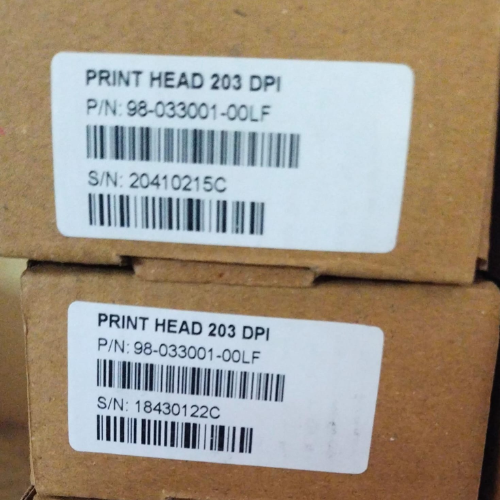 PRINT HEAD 203 DPI
P/N: 98-033001-00LF
S/N: 20410215C
PRINT HEAD 203 DPI
P/N: 98-033001-00LF
S/N: 18430122C